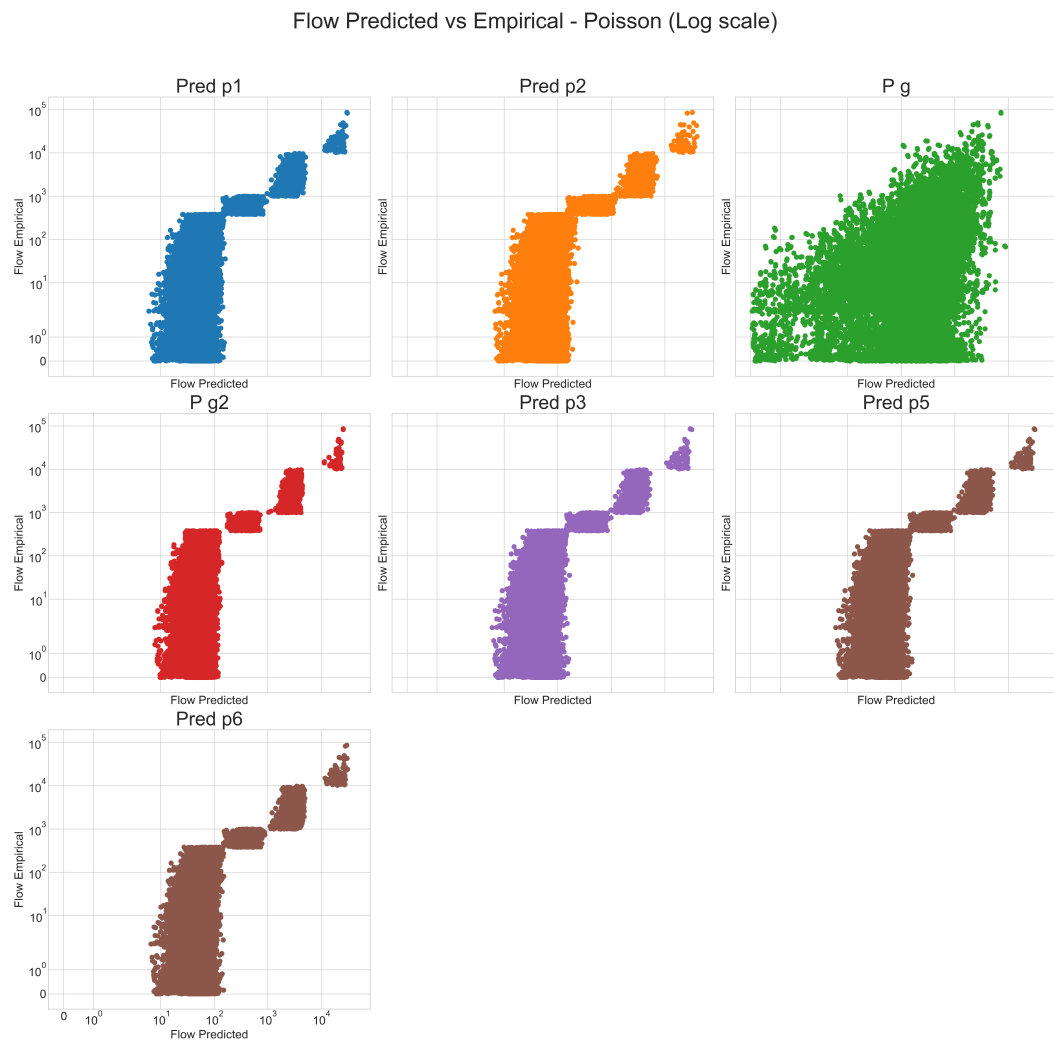 Flow Predicted vs Empirical - Poisson (Log scale)
Pred p1
Pred p2
P g
10^5
10^4
10^3
10^2
10^1
10^0
0
Flow Empirical
Flow Empirical
Flow Empirical
Flow Predicted
Flow Predicted
Flow Predicted
P g2
Pred p3
Pred p5
10^5
10^4
10^3
10^2
10^1
10^0
0
Flow Empirical
Flow Empirical
Flow Empirical
Flow Predicted
Flow Predicted
Flow Predicted
Pred p6
10^5
10^4
10^3
10^2
10^1
10^0
0
Flow Empirical
0 10^0 10^1 10^2 10^3 10^4
Flow Predicted